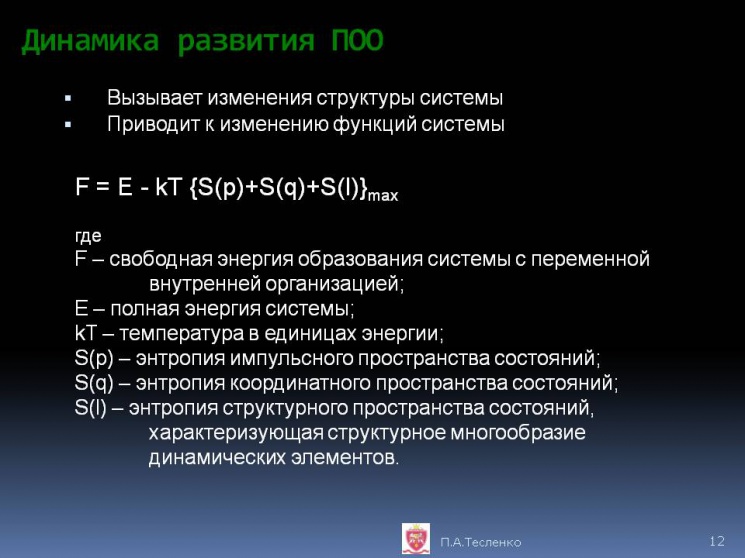 Динамика развития ПОО
▪ Вызывает изменения структуры системы
▪ Приводит к изменению функций системы
F = E - kT {S(p)+S(q)+S(l)}max
где
F – свободная энергия образования системы с переменной
внутренней организацией;
E – полная энергия системы;
kT – температура в единицах энергии;
S(p) – энтропия импульсного пространства состояний;
S(q) – энтропия координатного пространства состояний;
S(l) – энтропия структурного пространства состояний,
характеризующая структурное многообразие
динамических элементов.
П.А.Тесленко
12